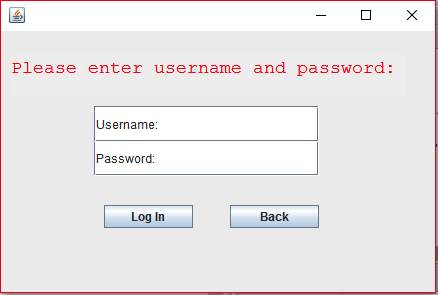 Please enter username and password:
Username:
Password:
Log In Back